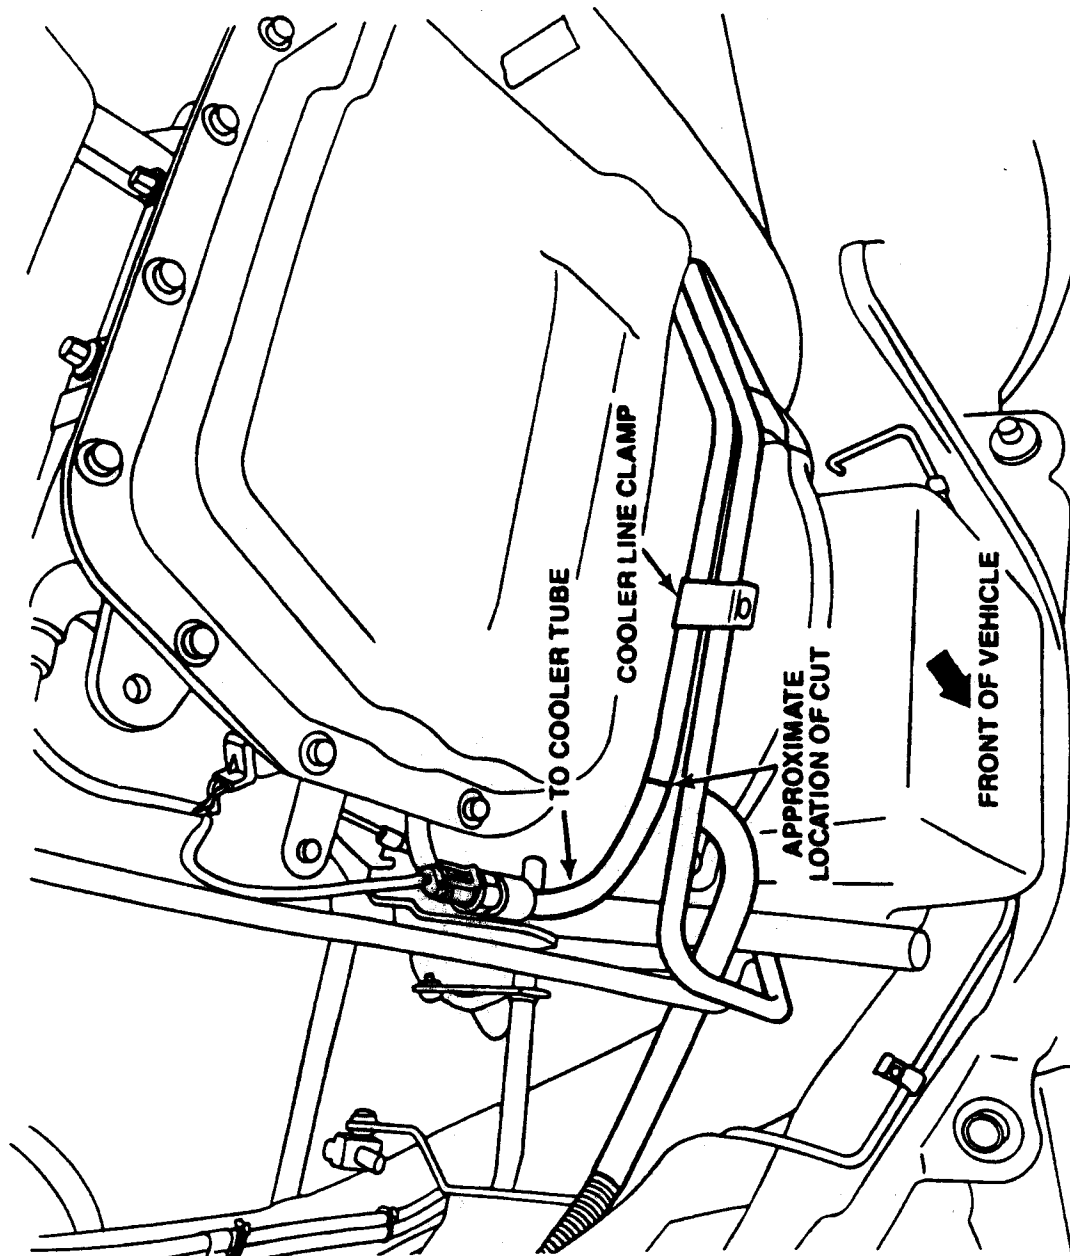 TO COOLER TUBE
COOLER LINE CLAMP
APPROXIMATE
LOCATION OF CUT
FRONT OF VEHICLE